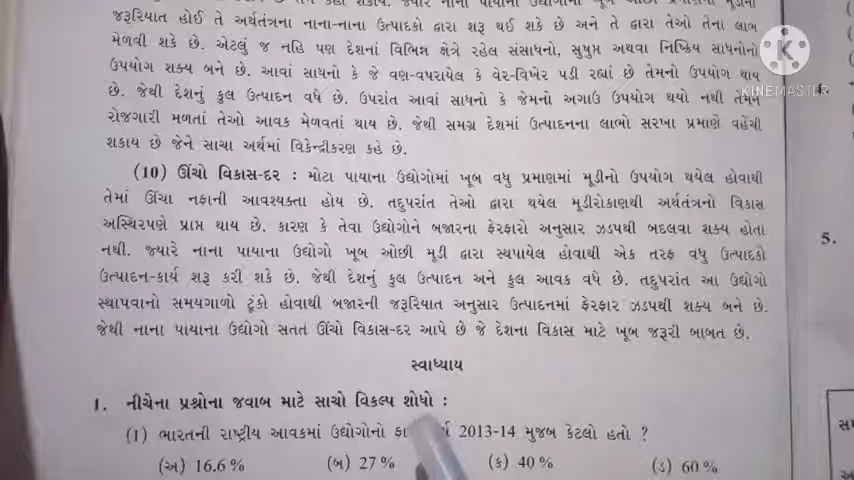 જરૂરિયાત હોઈ તે અર્થતંત્રના નાના-નાના ઉત્પાદકો દ્વારા શરૂ થઈ શકે છે અને તે દ્વારા તેઓ તેના લાભ
મેળવી શકે છે. એટલું જ નહિ પણ દેશનાં વિભિન્ન ક્ષેત્રે રહેલ સંસાધનો, સુષુપ્ત અથવા નિષ્ક્રિય સાધનોનો
ઉપયોગ શક્ય બને છે. આવાં સાધનો કે જે વણ-વપરાયેલ કે વેર-વિખેર પડી રહ્યાં છે તેમનો ઉપયોગ થાય
છે. જેથી દેશનું કુલ ઉત્પાદન વધે છે. ઉપરાંત આવાં સાધનો કે જેમનો અગાઉ ઉપયોગ થયો નથી તેમને
રોજગારી મળતાં તેઓ આવક મેળવતાં થાય છે. જેથી સમગ્ર દેશમાં ઉત્પાદનના લાભો સરખા પ્રમાણે વહેંચી
શકાય છે જેને સાચા અર્થમાં વિકેન્દ્રીકરણ કહે છે.
(10) ઊંચો વિકાસ-દર : મોટા પાયાના ઉદ્યોગોમાં ખૂબ વધુ પ્રમાણમાં મૂડીનો ઉપયોગ થયેલ હોવાથી
તેમાં ઊંચા નફાની આવશ્યક્તા હોય છે. તદુપરાંત તેઓ દ્વારા થયેલ મૂડીરોકાણથી અર્થતંત્રનો વિકાસ
અસ્થિરપણે પ્રાપ્ત થાય છે. કારણ કે તેવા ઉદ્યોગોને બજારના ફેરફારો અનુસાર ઝડપથી બદલવા શક્ય હોતા
નથી. જ્યારે નાના પાયાના ઉદ્યોગો ખૂબ ઓછી મૂડી દ્વારા સ્થપાયેલ હોવાથી એક તરફ વધુ ઉત્પાદકો
ઉત્પાદન-કાર્ય શરૂ કરી શકે છે. જેથી દેશનું કુલ ઉત્પાદન અને કુલ આવક વધે છે. તદુપરાંત આ ઉદ્યોગો
સ્થાપવાનો સમયગાળો ટૂંકો હોવાથી બજારની જરૂરિયાત અનુસાર ઉત્પાદનમાં ફેરફાર ઝડપથી શક્ય બને છે.
જેથી નાના પાયાના ઉદ્યોગો સતત ઊંચો વિકાસ-દર આપે છે જે દેશના વિકાસ માટે ખૂબ જરૂરી બાબત છે.
સ્વાધ્યાય
1. નીચેના પ્રશ્નોના જવાબ માટે સાચો વિકલ્પ શોધો :
(1) ભારતની રાષ્ટ્રીય આવકમાં ઉદ્યોગોનો 2013-14 મુજબ કેટલો હતો ?
(અ) 16.6% (બ) 27% (ક) 40% (ડ) 60%
5.
K
KINEMASTER